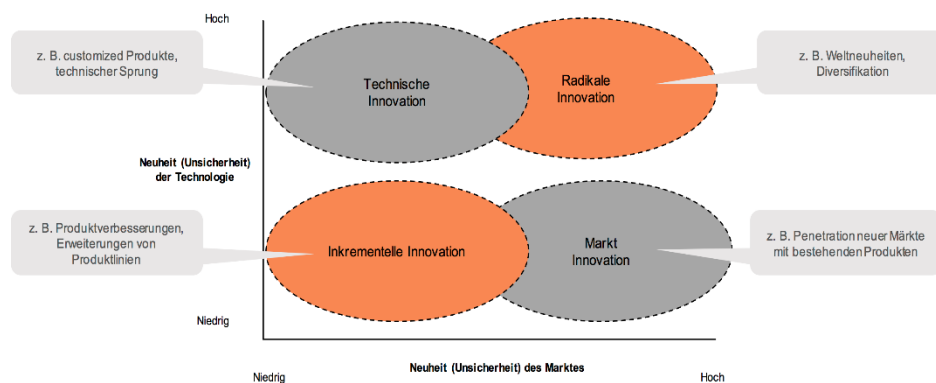 Hoch
z. B. customized Produkte,
technischer Sprung
Technische
Innovation
Radikale
Innovation
z. B. Weltneuheiten,
Diversifikation
Neuheit (Unsicherheit)
der Technologie
z. B. Produktverbesserungen,
Erweiterungen von
Produktlinien
Inkrementelle Innovation
Markt
Innovation
z. B. Penetration neuer Märkte
mit bestehenden Produkten
Niedrig
Neuheit (Unsicherheit) des Marktes
Niedrig
Hoch